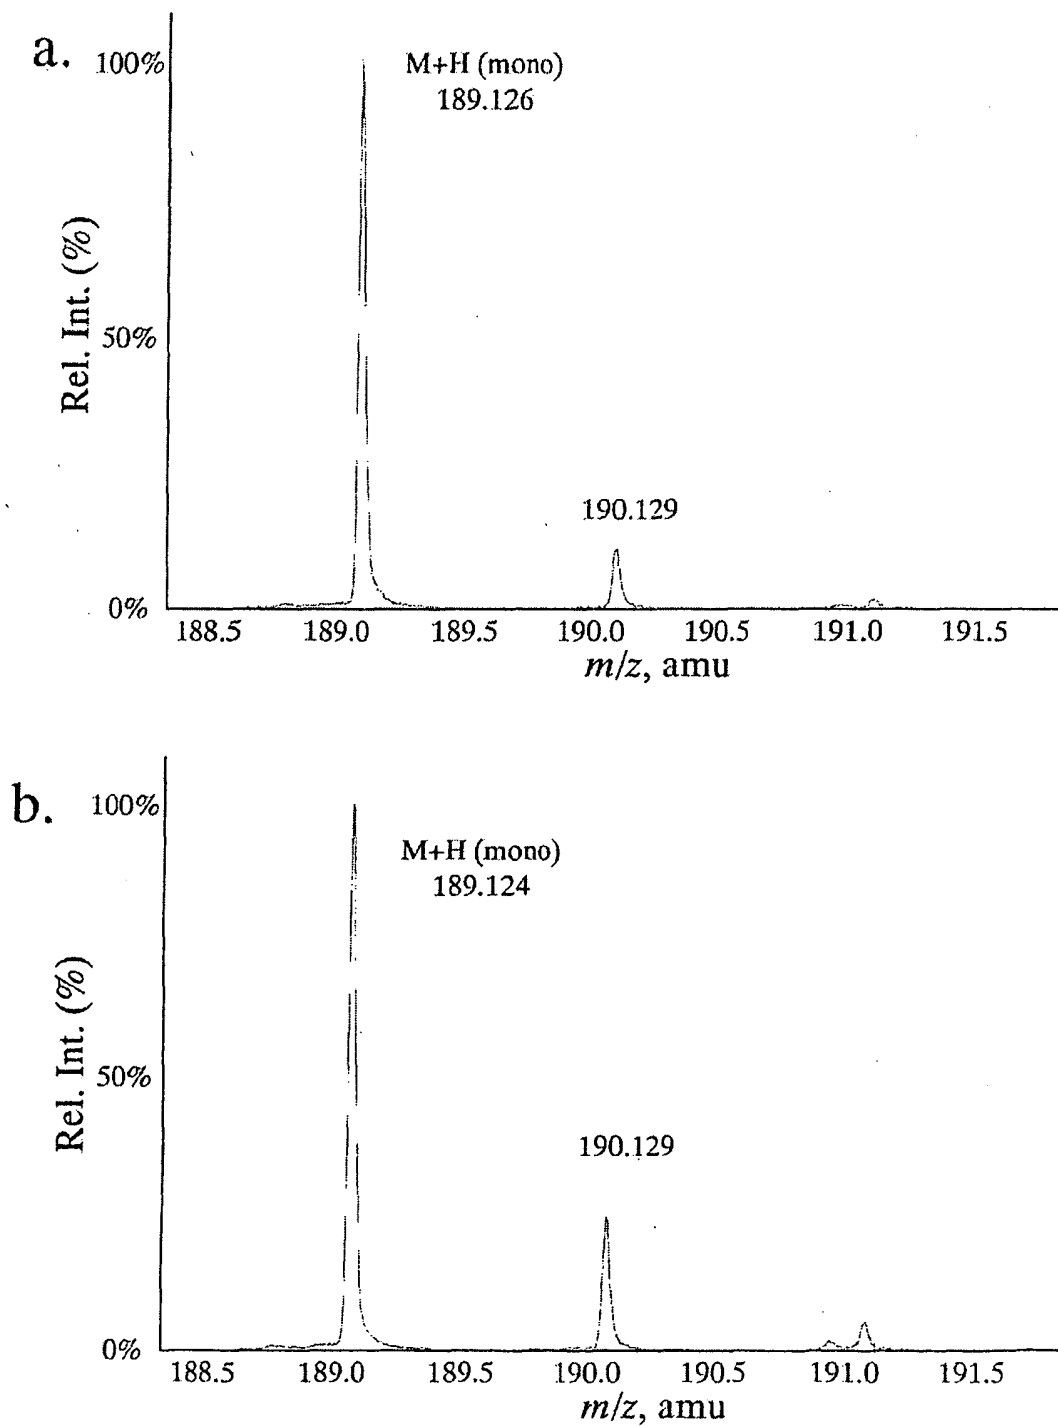 a.
100%
M+H (mono)
189.126
Rel. Int. (%)
50%
190.129
0%
188.5 189.0 189.5 190.0 190.5 191.0 191.5
m/z, amu
b.
100%
M+H (mono)
189.124
Rel. Int. (%)
50%
190.129
0%
188.5 189.0 189.5 190.0 190.5 191.0 191.5
m/z, amu